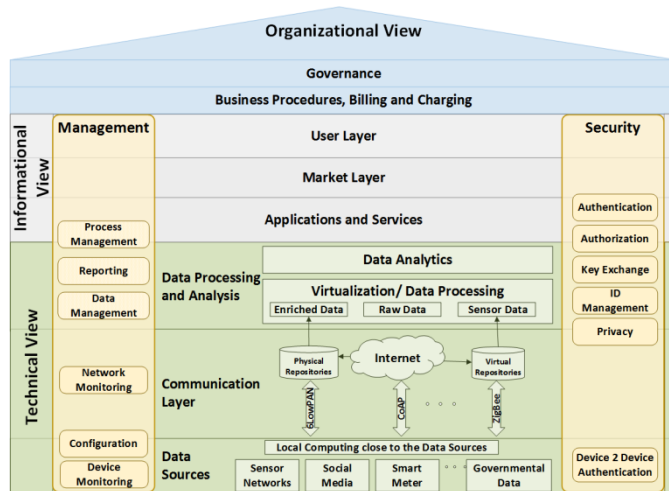 Organizational View
Governance
Business Procedures, Billing and Charging
Informational
View
Management
User Layer
Security
Market Layer
Applications and Services
Authentication
Process
Management
Authorization
Technical View
Data Processing
and Analysis
Data Analytics
Reporting
Key Exchange
Virtualization/ Data Processing
Data
Management
Enriched Data
Raw Data
Sensor Data
ID
Management
Privacy
Communication
Layer
Physical
Repositories
Internet
Virtual
Repositories
Network
Monitoring
6LowPAN
CoAP
ZigBee
Configuration
Data
Sources
Local Computing close to the Data Sources
Device
Monitoring
Sensor
Networks
Social
Media
Smart
Meter
Governmental
Data
Device 2 Device
Authentication